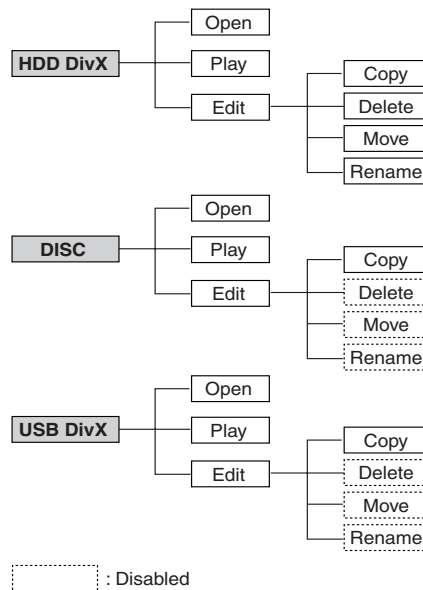 Open
HDD DivX
Play
Edit
Copy
Delete
Move
Rename
Open
DISC
Play
Edit
Copy
Delete
Move
Rename
Open
USB DivX
Play
Edit
Copy
Delete
Move
Rename
: Disabled